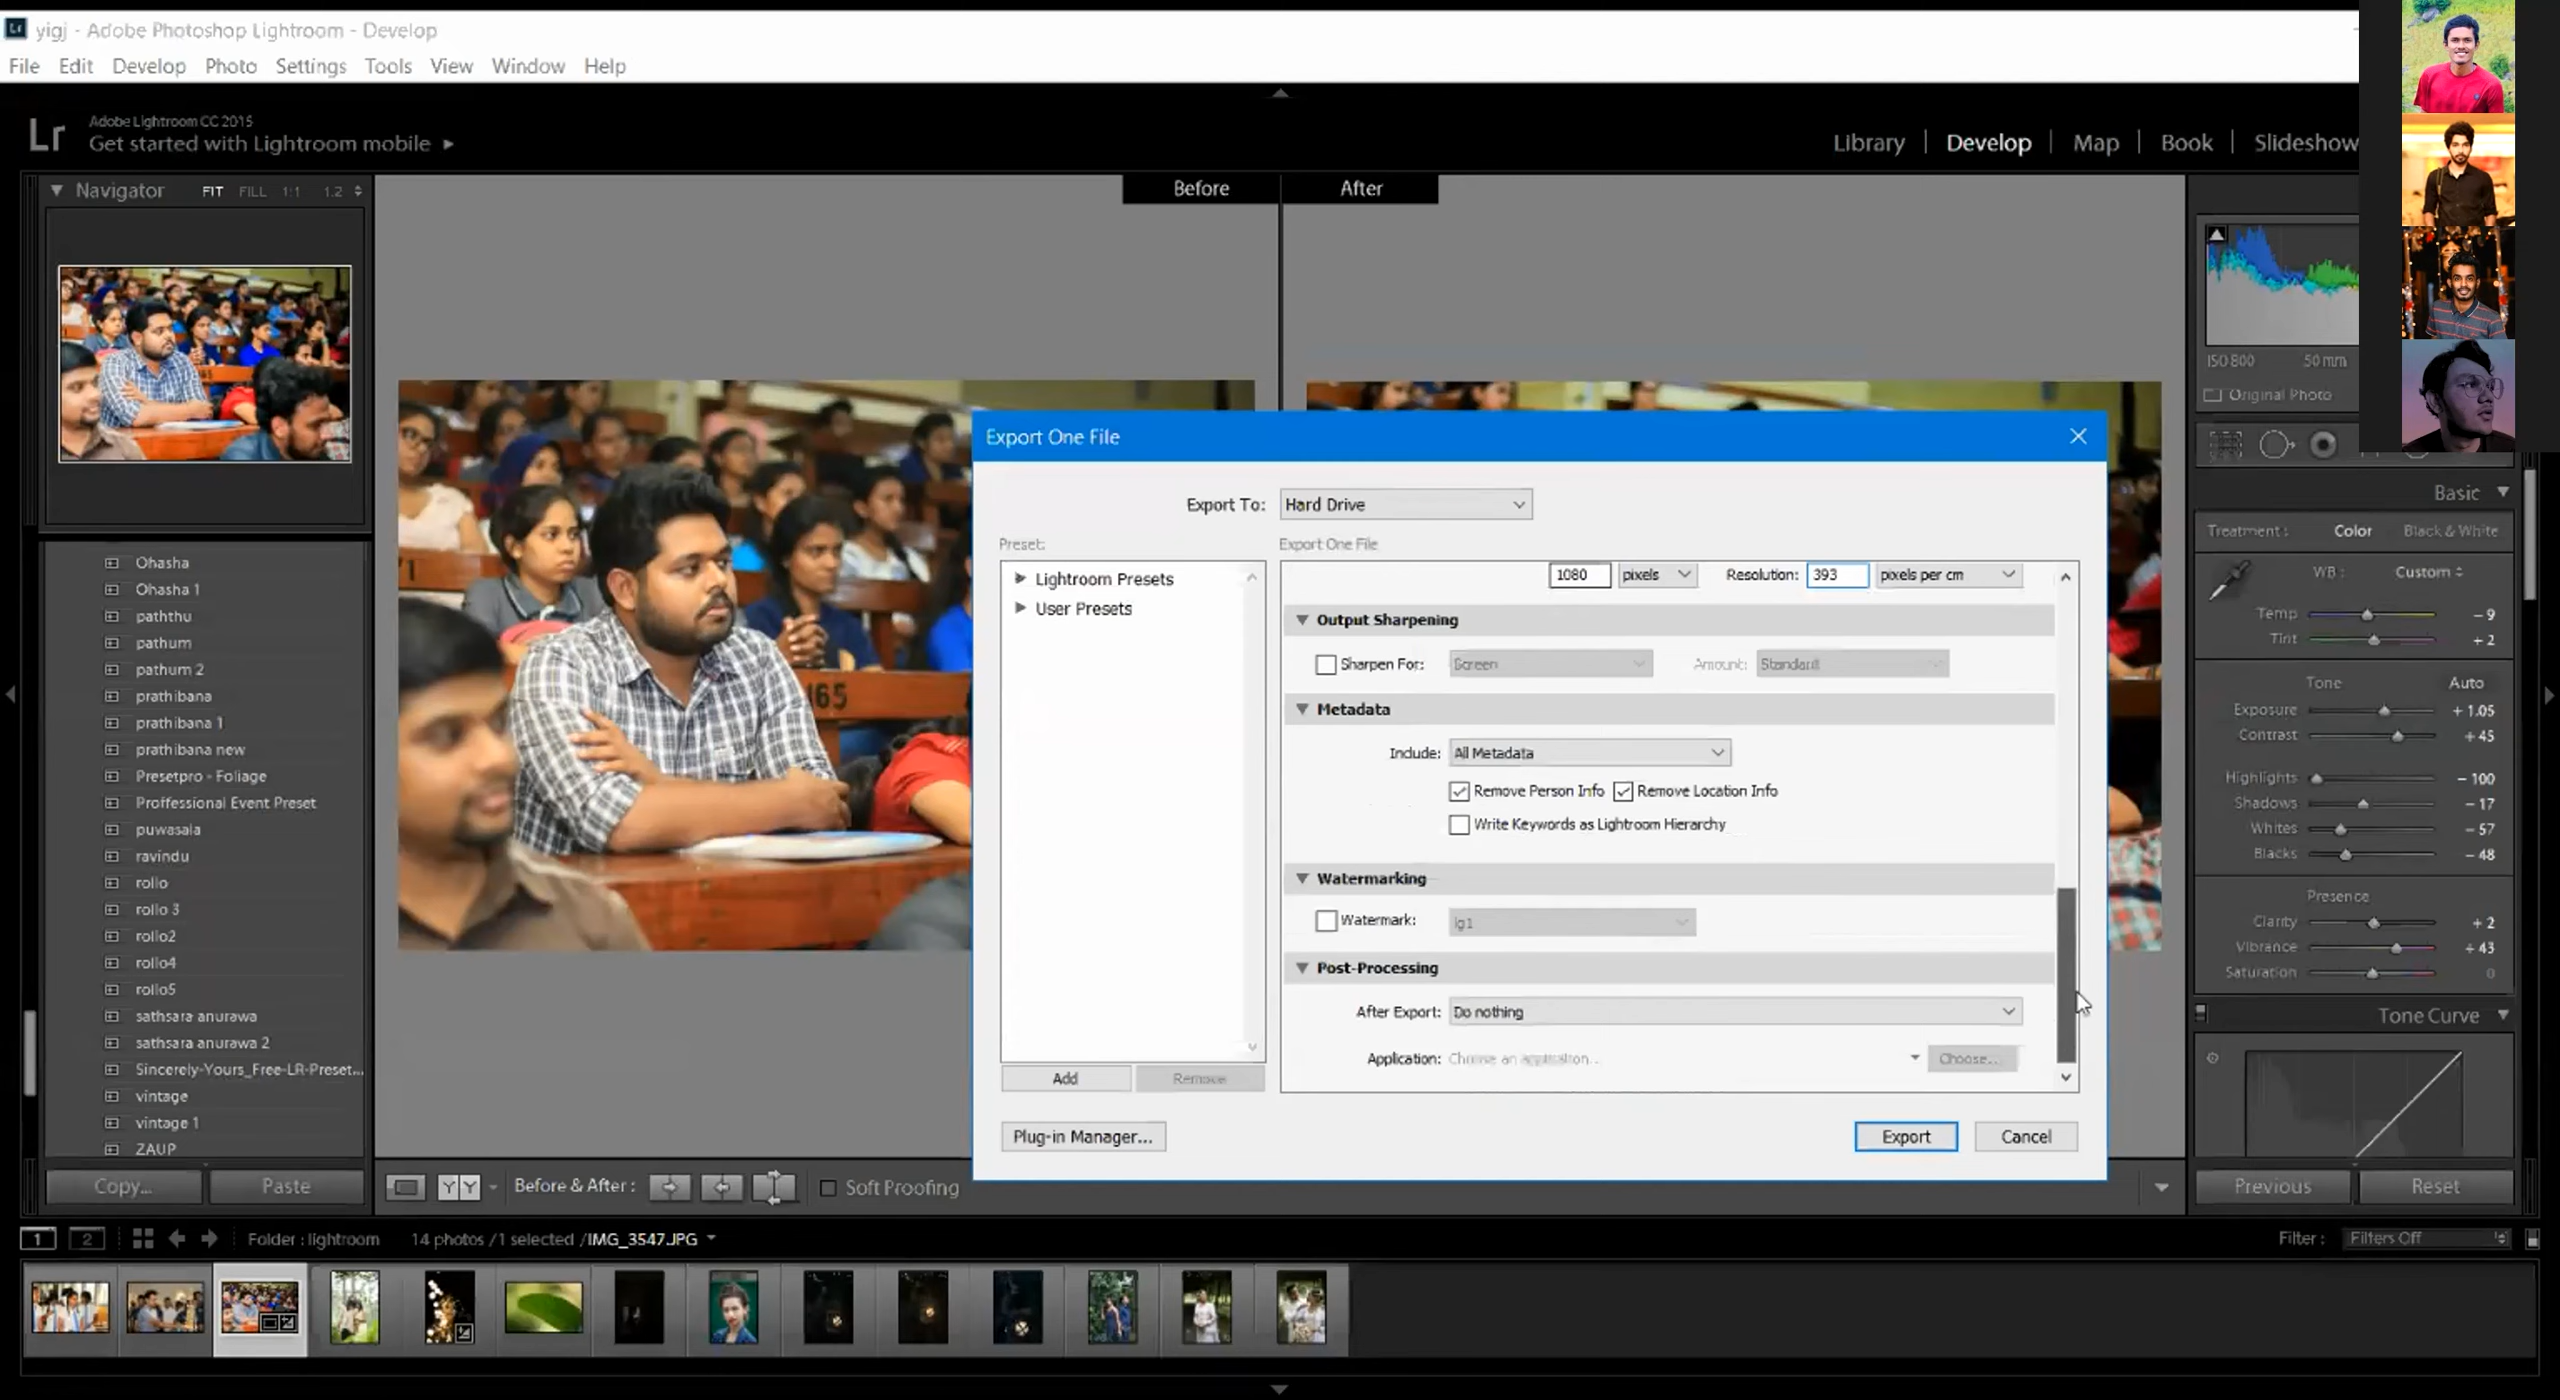 yigj - Adobe Photoshop Lightroom - Develop
File Edit Develop Photo Settings Tools View Window Help
Lr
Adobe Lightroom CC 2015
Get started with Lightroom mobile
Library | Develop | Map | Book | Slideshow
Navigator FIT FILL 1:1 1:2
Before After
ISO 800 50 mm
Original Photo
Export One File
Export To: Hard Drive
Preset: Export One File
Lightroom Presets
User Presets
1080 pixels Resolution: 393 pixels per cm
Output Sharpening
Sharpen For: Screen Amount: Standard
Metadata
Include: All Metadata
Remove Person Info Remove Location Info
Write Keywords as Lightroom Hierarchy
Watermarking
Watermark: lg1
Post-Processing
After Export: Do nothing
Application: Choose an application... Choose...
Add Remove
Plug-in Manager... Export Cancel
Ohasha
Ohasha 1
paththu
pathum
pathum 2
prathibana
prathibana 1
prathibana new
Presetpro - Foliage
Proffessional Event Preset
puwasala
ravindu
rollo
rollo 3
rollo2
rollo4
rollo5
sathsara anurawa
sathsara anurawa 2
Sincerely-Yours_Free-LR-Preset...
vintage
vintage 1
ZAUP
Copy... Paste
165
Basic
Treatment: Color Black & White
WB: Custom
Temp - 9
Tint + 2
Tone Auto
Exposure + 1.05
Contrast + 45
Highlights - 100
Shadows - 17
Whites - 57
Blacks - 48
Presence
Clarity + 2
Vibrance + 43
Saturation 0
Tone Curve
Previous Reset
YY Before & After: Soft Proofing
1 2 Folder : lightroom 14 photos / 1 selected / IMG_3547.JPG
Filter: Filters Off